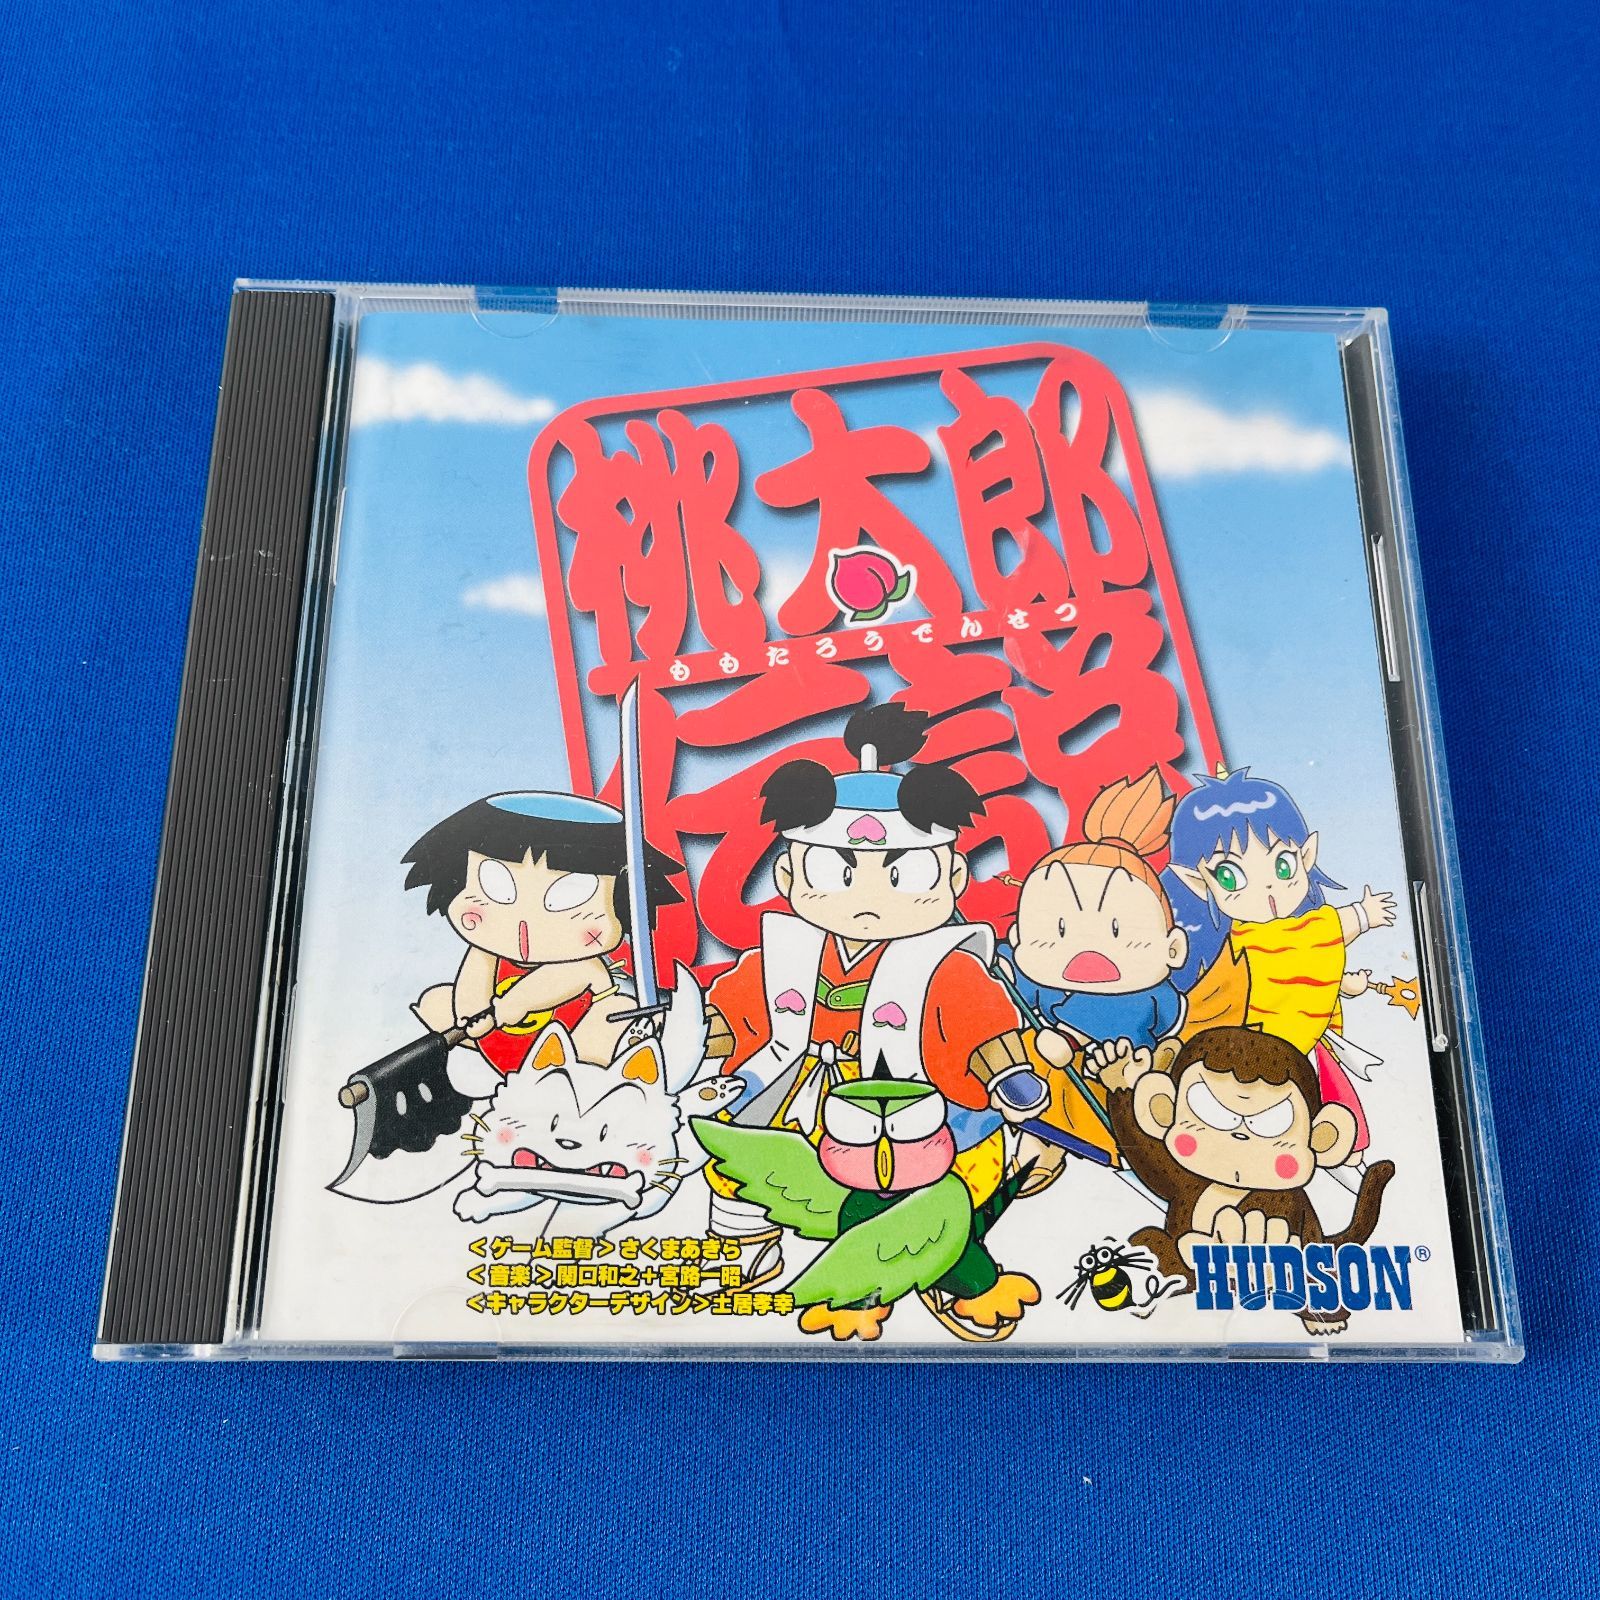 桃太郎
ももたろうでんせつ
伝説
<ゲーム監督>さくまあきら
<音楽>関口和之+宮路一昭
<キャラクターデザイン>土居孝幸
HUDSON®